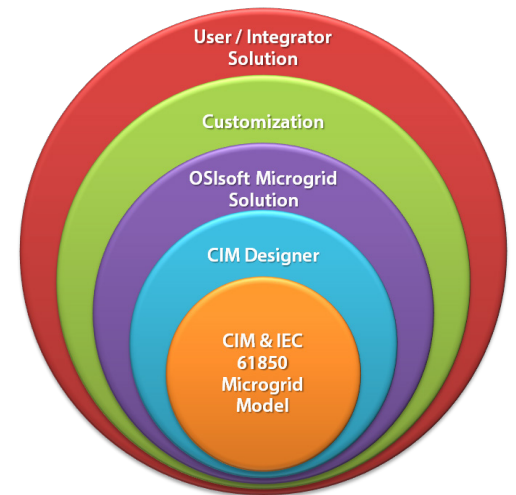 User / Integrator
Solution
Customization
OSIsoft Microgrid
Solution
CIM Designer
CIM & IEC
61850
Microgrid
Model